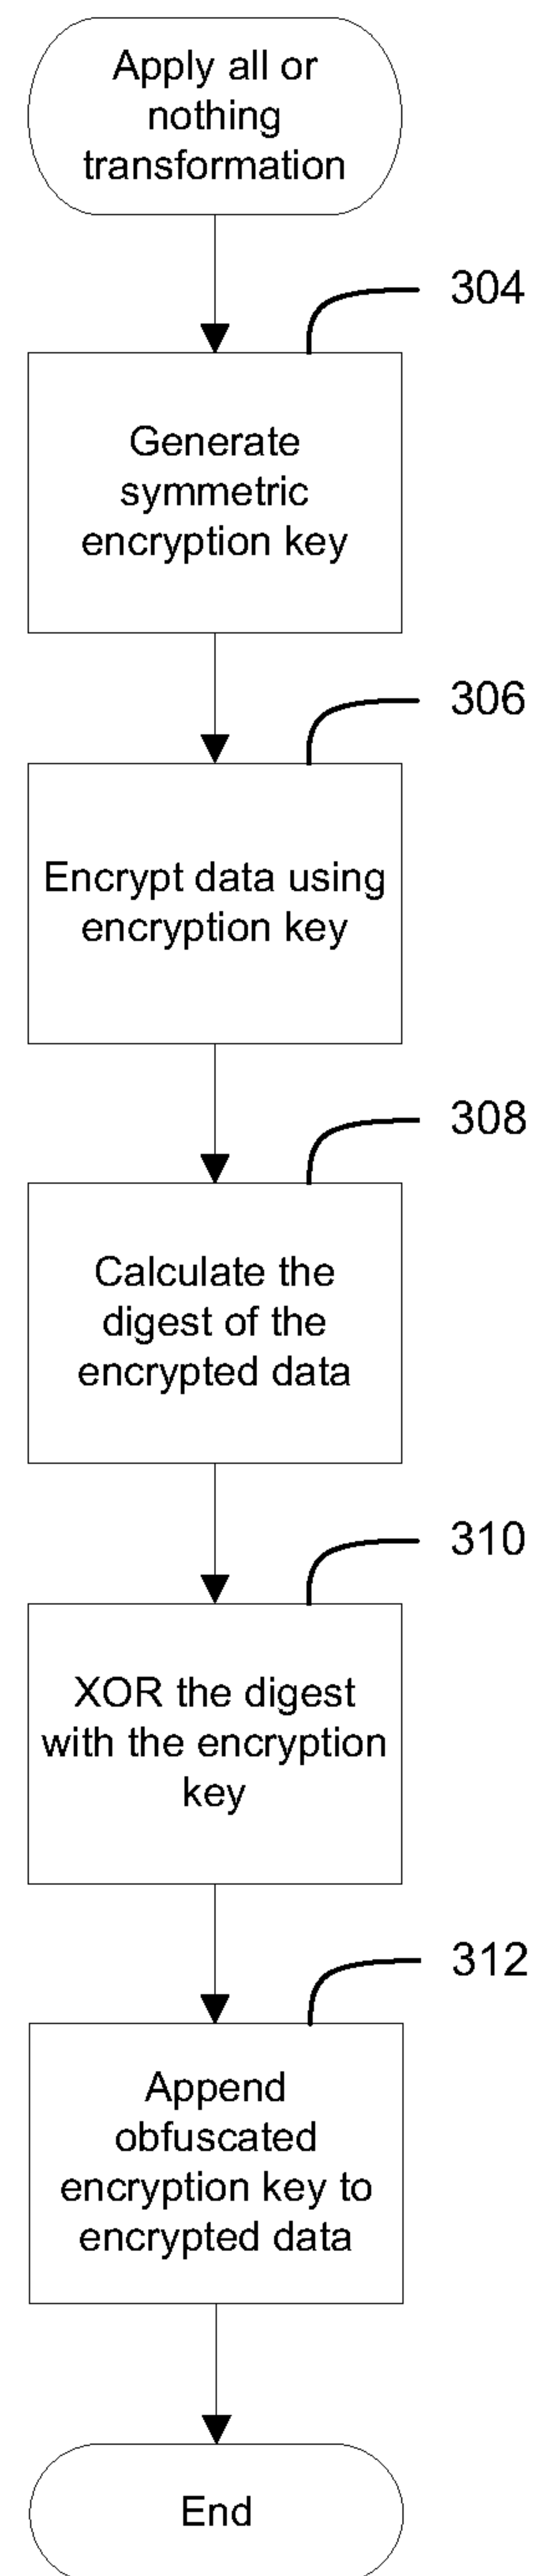 Apply all or
nothing
transformation
304
Generate
symmetric
encryption key
306
Encrypt data using
encryption key
308
Calculate the
digest of the
encrypted data
310
XOR the digest
with the encryption
key
312
Append
obfuscated
encryption key to
encrypted data
End